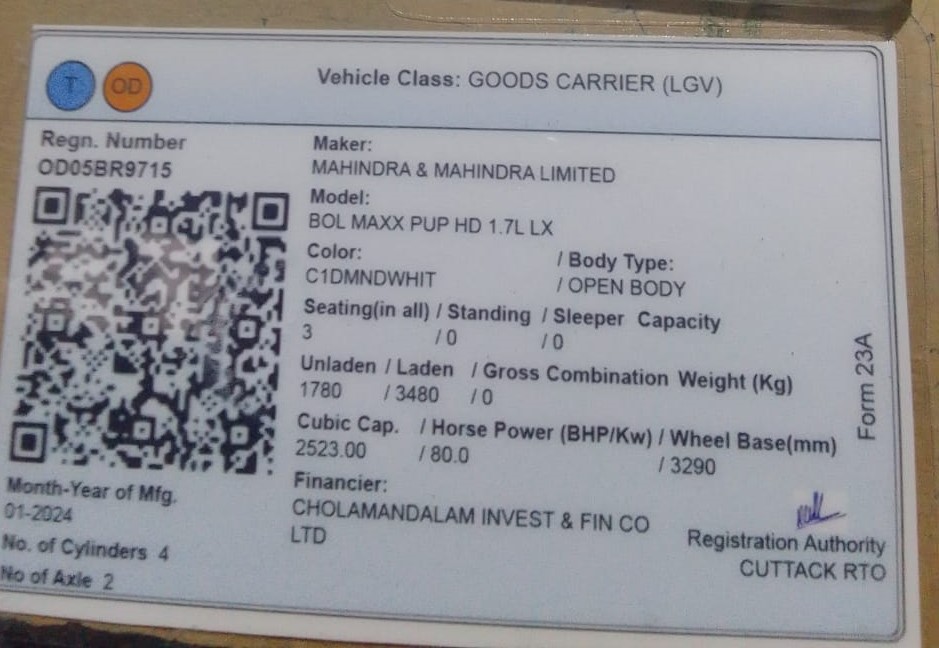 T OD
Vehicle Class: GOODS CARRIER (LGV)
Regn. Number
OD05BR9715
Maker:
MAHINDRA & MAHINDRA LIMITED
Model:
BOL MAXX PUP HD 1.7L LX
Color: / Body Type:
C1DMNDWHIT / OPEN BODY
Seating(in all) / Standing / Sleeper Capacity
3 / 0 / 0
Unladen / Laden / Gross Combination Weight (Kg)
1780 / 3480 / 0
Cubic Cap. / Horse Power (BHP/Kw) / Wheel Base(mm)
2523.00 / 80.0 / 3290
Financier:
CHOLAMANDALAM INVEST & FIN CO
LTD
Month-Year of Mfg.
01-2024
No. of Cylinders 4
No of Axle 2
Form 23A
Registration Authority
CUTTACK RTO